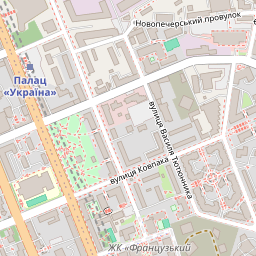 Новопечерський провулок
Палац
«Україна»
вулиця Василя Тютюнника
вулиця Ковпака
ЖК «Французький